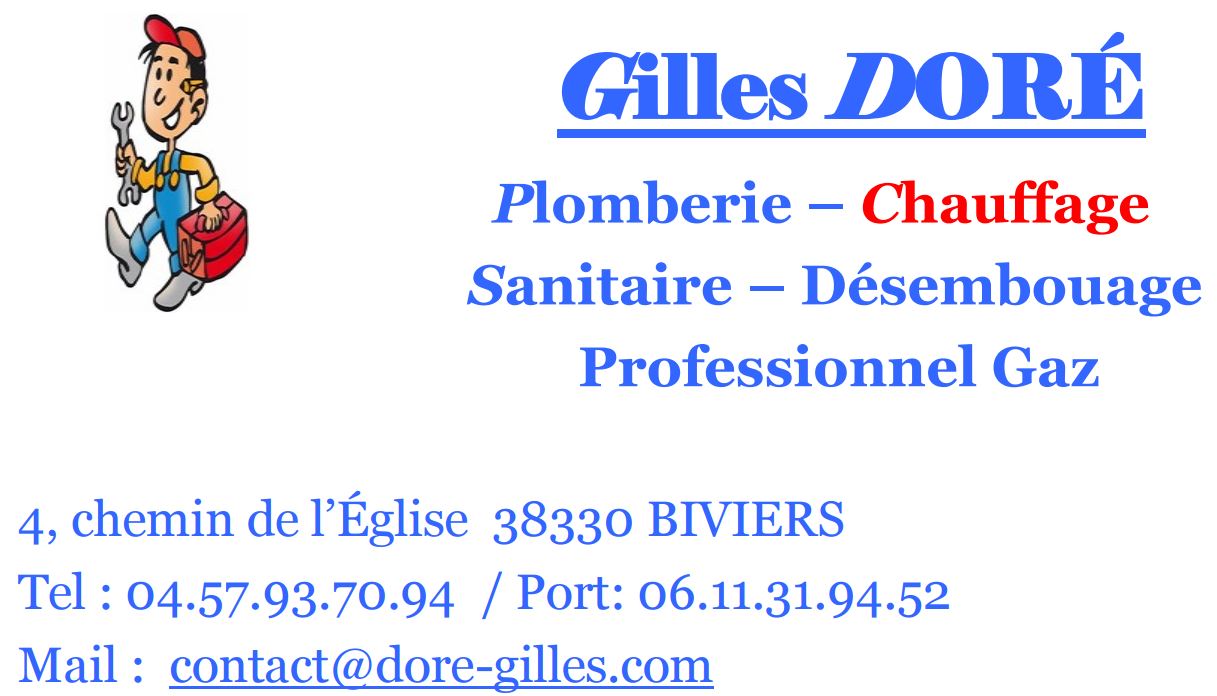 Gilles DORÉ
Plomberie – Chauffage
Sanitaire – Désembouage
Professionnel Gaz
4, chemin de l’Église 38330 BIVIERS
Tel : 04.57.93.70.94 / Port: 06.11.31.94.52
Mail : contact@dore-gilles.com